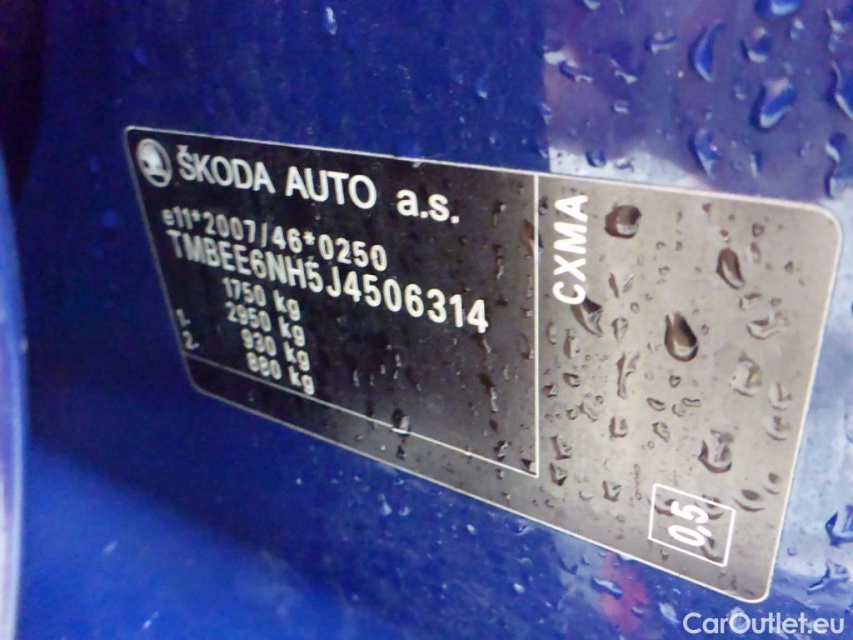 ŠKODA AUTO a.s.
e11*2007/46*0250
TMBEE6NH5J4506314
1750 kg
2950 kg
1- 930 kg
2- 880 kg
CXMA
0,5
CarOutlet.eu